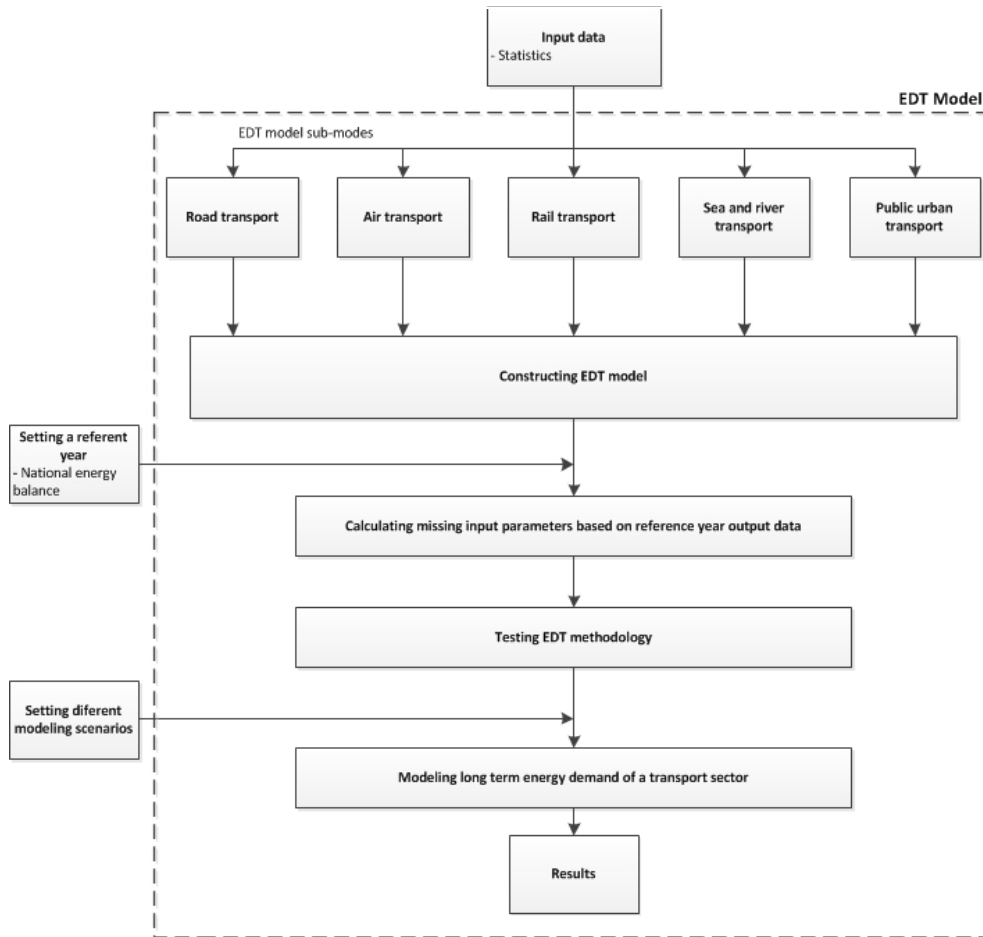 Input data
- Statistics
EDT Model
EDT model sub-modes
Road transport
Air transport
Rail transport
Sea and river
transport
Public urban
transport
Constructing EDT model
Setting a referent
year
- National energy
balance
Calculating missing input parameters based on reference year output data
Testing EDT methodology
Setting diferent
modeling scenarios
Modeling long term energy demand of a transport sector
Results